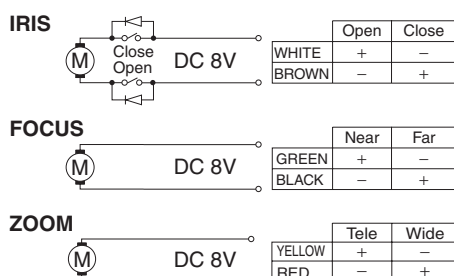 IRIS
Open Close
Close
Open
M
DC 8V
WHITE + −
BROWN − +
FOCUS
Near Far
M
DC 8V
GREEN + −
BLACK − +
ZOOM
Tele Wide
M
DC 8V
YELLOW + −
RED − +